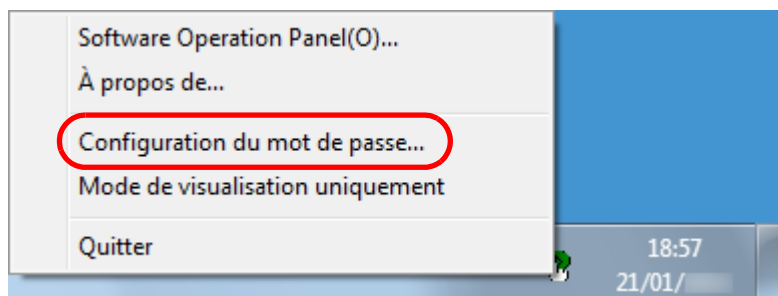 Software Operation Panel(O)...
À propos de...
Configuration du mot de passe...
Mode de visualisation uniquement
Quitter
18:57
21/01/